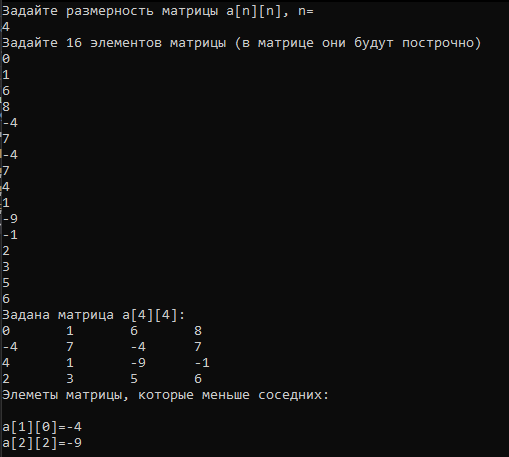 Задайте размерность матрицы a[n][n], n=
4
Задайте 16 элементов матрицы (в матрице они будут построчно)
0
1
6
8
-4
7
-4
7
4
1
-9
-1
2
3
5
6
Задана матрица a[4][4]:
0 1 6 8
-4 7 -4 7
4 1 -9 -1
2 3 5 6
Элеметы матрицы, которые меньше соседних:
a[1][0]=-4
a[2][2]=-9